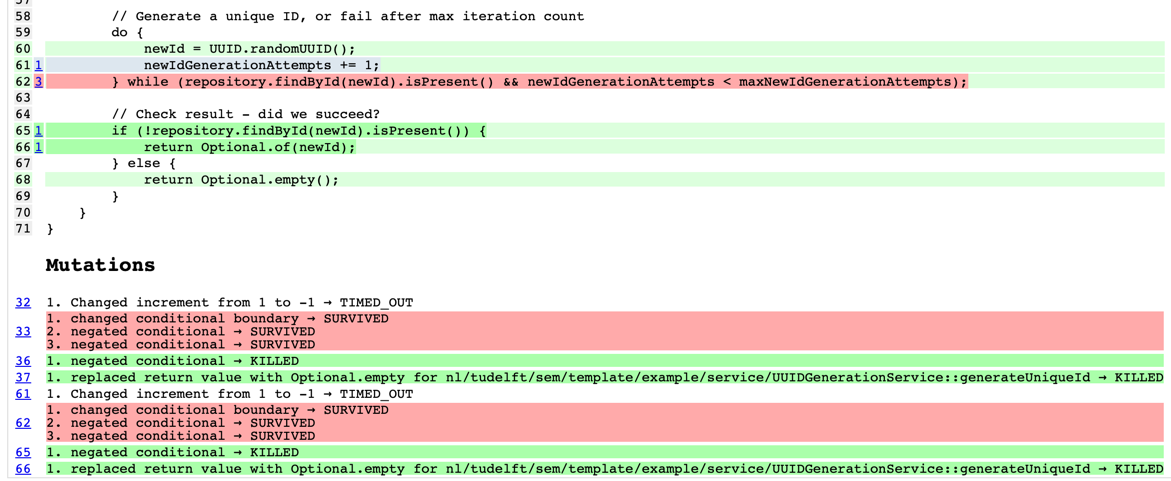 57
58 // Generate a unique ID, or fail after max iteration count
59 do {
60 newId = UUID.randomUUID();
61 1 newIdGenerationAttempts += 1;
62 3 } while (repository.findById(newId).isPresent() && newIdGenerationAttempts < maxNewIdGenerationAttempts);
63
64 // Check result – did we succeed?
65 1 if (!repository.findById(newId).isPresent()) {
66 1 return Optional.of(newId);
67 } else {
68 return Optional.empty();
69 }
70 }
71 }
Mutations
32 1. Changed increment from 1 to -1 → TIMED_OUT
1. changed conditional boundary → SURVIVED
33 2. negated conditional → SURVIVED
3. negated conditional → SURVIVED
36 1. negated conditional → KILLED
37 1. replaced return value with Optional.empty for nl/tudelft/sem/template/example/service/UUIDGenerationService::generateUniqueId → KILLED
61 1. Changed increment from 1 to -1 → TIMED_OUT
1. changed conditional boundary → SURVIVED
62 2. negated conditional → SURVIVED
3. negated conditional → SURVIVED
65 1. negated conditional → KILLED
66 1. replaced return value with Optional.empty for nl/tudelft/sem/template/example/service/UUIDGenerationService::generateUniqueId → KILLED